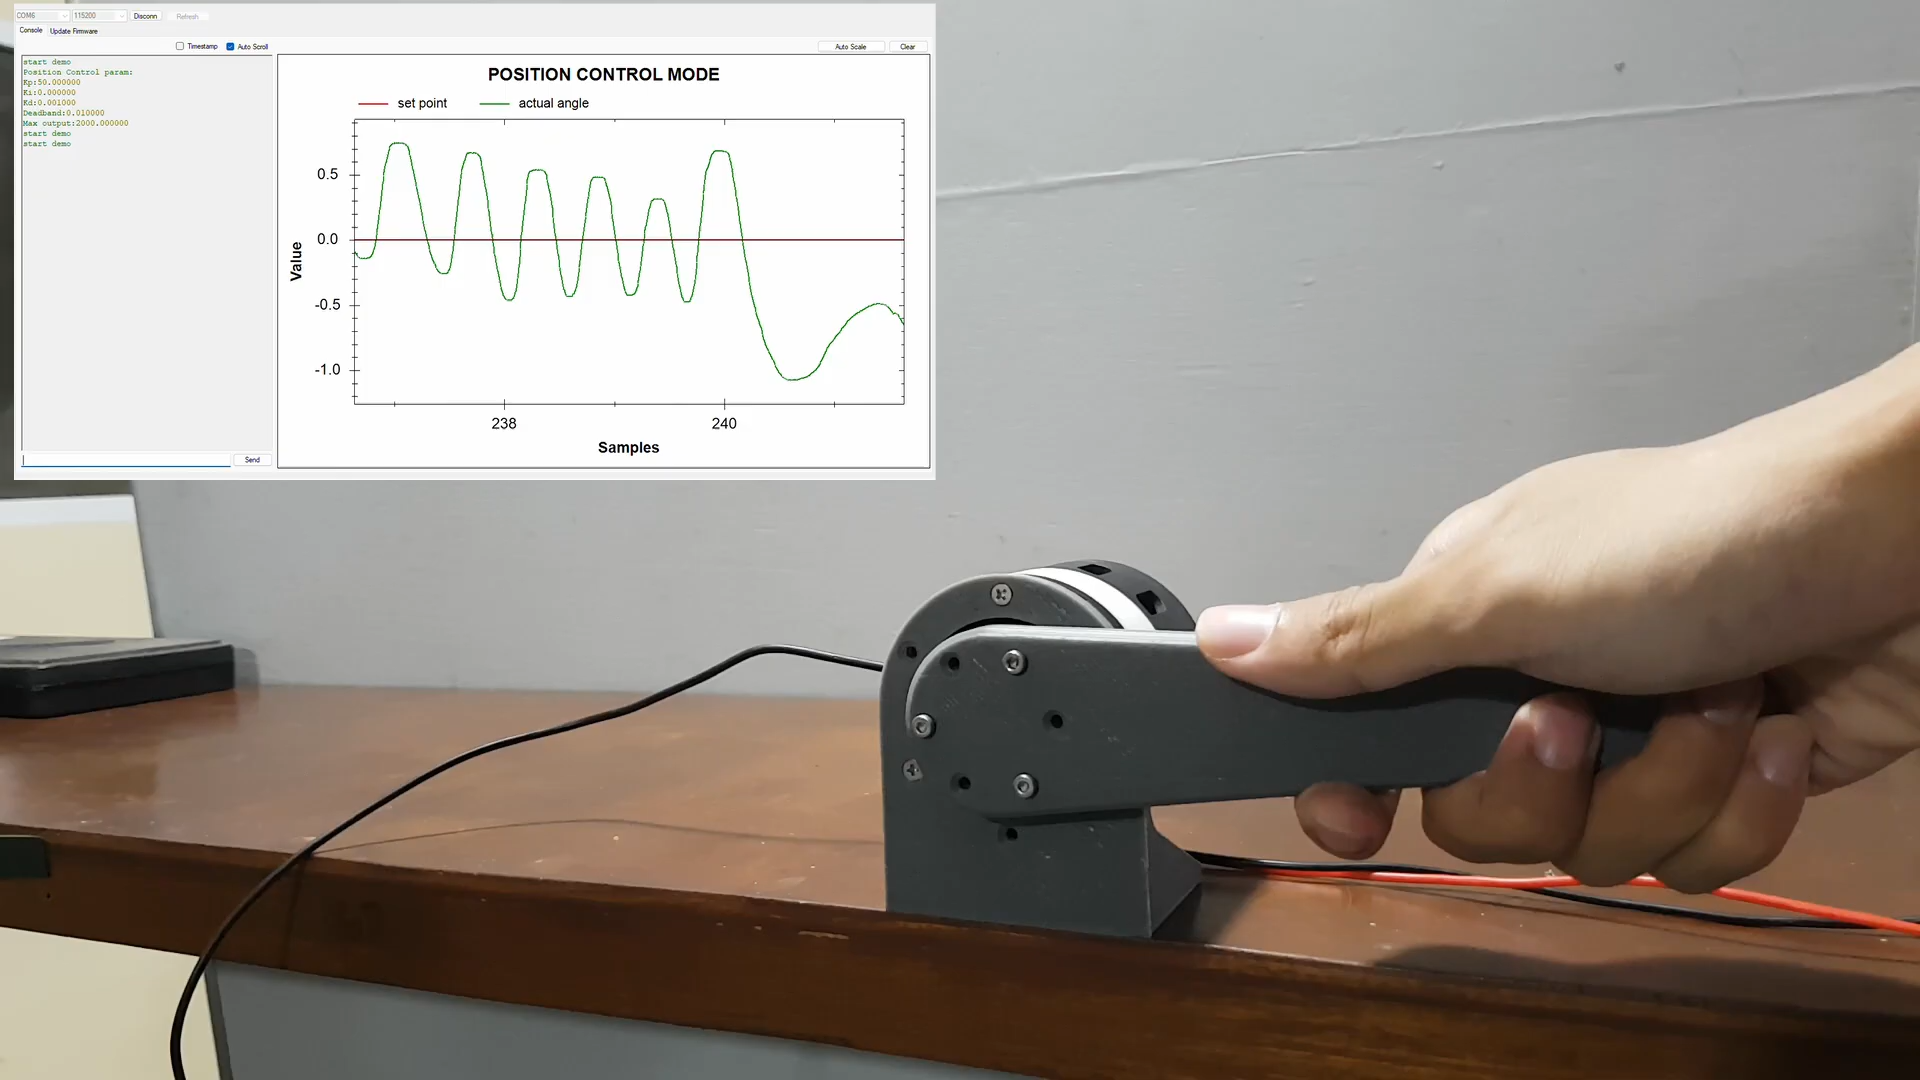 COM6 115200 Disconn Refresh
Console Update Firmware
Timestamp Auto Scroll Auto Scale Clear
start demo
Position Control param:
Kp:50.000000
Ki:0.000000
Kd:0.001000
Deadband:0.010000
Max output:2000.000000
start demo
start demo
Send
POSITION CONTROL MODE
set point actual angle
0.5
0.0
-0.5
-1.0
Value
238 240
Samples